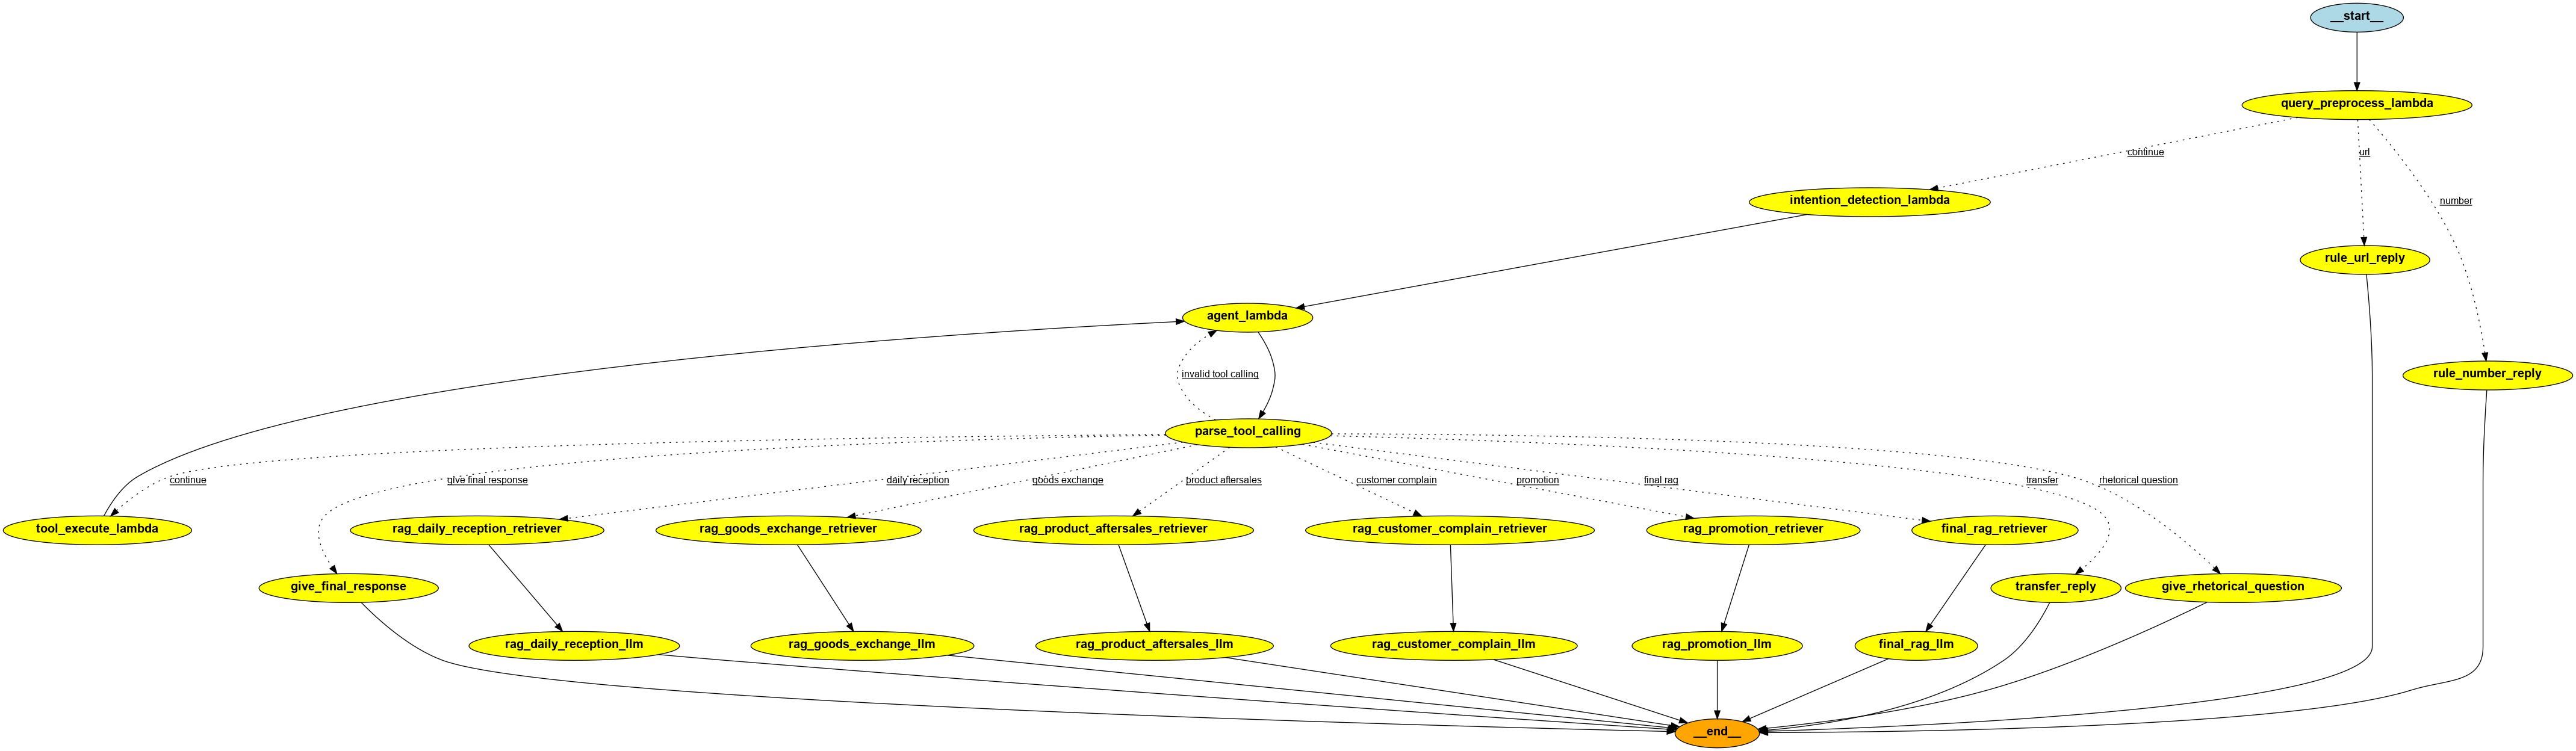 __start__
query_preprocess_lambda
continue
url
intention_detection_lambda
number
rule_url_reply
agent_lambda
invalid tool calling
rule_number_reply
parse_tool_calling
continue
give final response
daily reception
goods exchange
product aftersales
customer complain
promotion
final rag
transfer
rhetorical question
tool_execute_lambda
rag_daily_reception_retriever
rag_goods_exchange_retriever
rag_product_aftersales_retriever
rag_customer_complain_retriever
rag_promotion_retriever
final_rag_retriever
give_final_response
transfer_reply
give_rhetorical_question
rag_daily_reception_llm
rag_goods_exchange_llm
rag_product_aftersales_llm
rag_customer_complain_llm
rag_promotion_llm
final_rag_llm
__end__